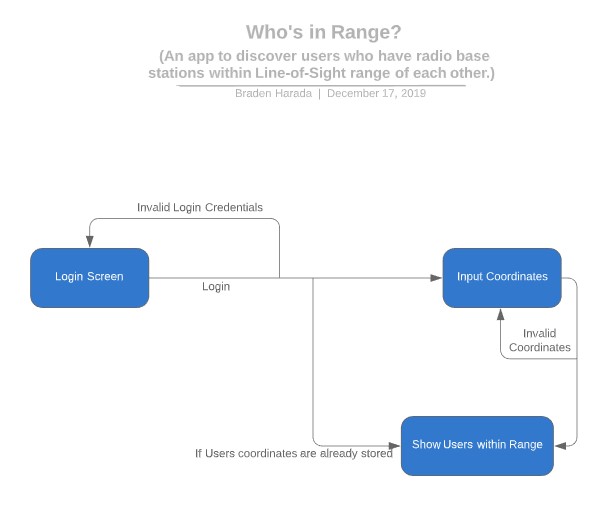 Who's in Range?
(An app to discover users who have radio base
stations within Line-of-Sight range of each other.)
Braden Harada | December 17, 2019
Invalid Login Credentials
Login Screen
Login
Input Coordinates
Invalid
Coordinates
Show Users within Range
If Users coordinates are already stored